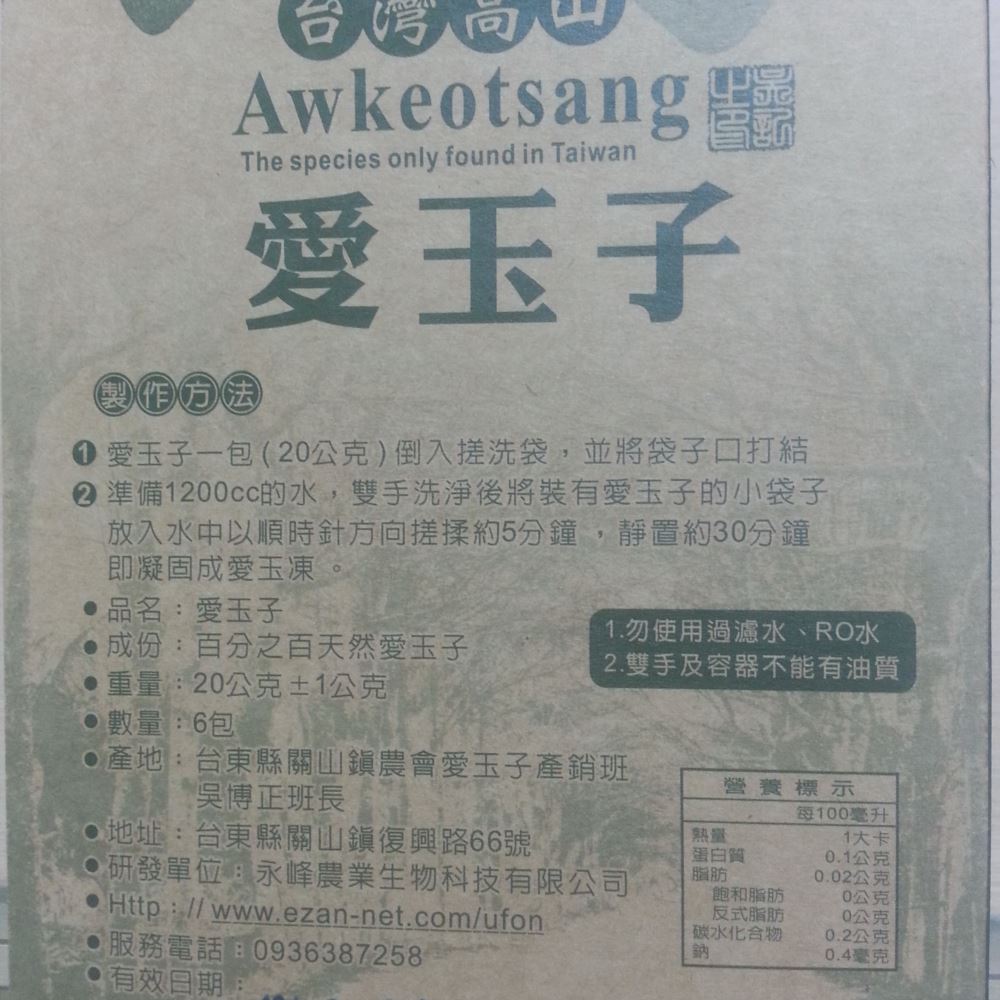 台灣高山
Awkeotsang
The species only found in Taiwan
愛玉子
製作方法
1 愛玉子一包(20公克)倒入搓洗袋，並將袋子口打結
2 準備1200cc的水，雙手洗淨後將裝有愛玉子的小袋子
放入水中以順時針方向搓揉約5分鐘，靜置約30分鐘
即凝固成愛玉凍。
•品名：愛玉子
•成份：百分之百天然愛玉子
•重量：20公克±1公克
•數量：6包
•產地：台東縣關山鎮農會愛玉子產銷班
吳博正班長
•地址：台東縣關山鎮復興路66號
•研發單位：永峰農業生物科技有限公司
•Http：//www.ezan-net.com/ufon
•服務電話：0936387258
•有效日期：
1.勿使用過濾水、RO水
2.雙手及容器不能有油質
營養標示
每100毫升
熱量 1大卡
蛋白質 0.1公克
脂肪 0.02公克
飽和脂肪 0公克
反式脂肪 0公克
碳水化合物 0.2公克
鈉 0.4毫克